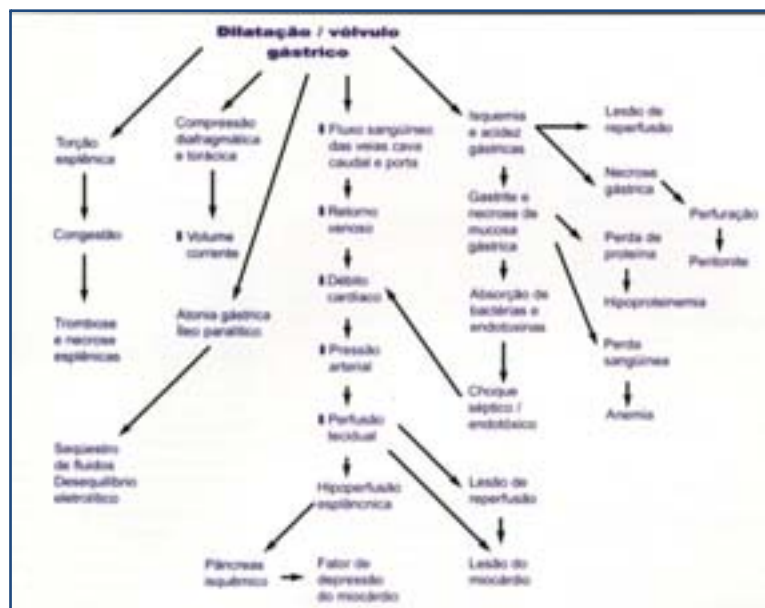 Dilatação / vólvulo
gástrico
Torção
esplênica
Congestão
Trombose
e necrose
esplênicas
Compressão
diafragmática
e torácica
Volume
corrente
Atonia gástrica
Íleo paralítico
Seqüestro
de fluidos
Desequilíbrio
eletrolítico
Fluxo sangüíneo
das veias cava
caudal e porta
Retorno
venoso
Débito
cardíaco
Pressão
arterial
Perfusão
tecidual
Hipoperfusão
esplâncnica
Pâncreas
isquêmico
Fator de
depressão
do miocárdio
Isquemia
e acidez
gástricas
Gastrite e
necrose de
mucosa
gástrica
Absorção de
bactérias e
endotoxinas
Choque
séptico /
endotóxico
Lesão de
reperfusão
Lesão do
miocárdio
Lesão de
reperfusão
Necrose
gástrica
Perfuração
Peritonite
Perda de
proteína
Hipoproteinemia
Perda
sangüínea
Anemia